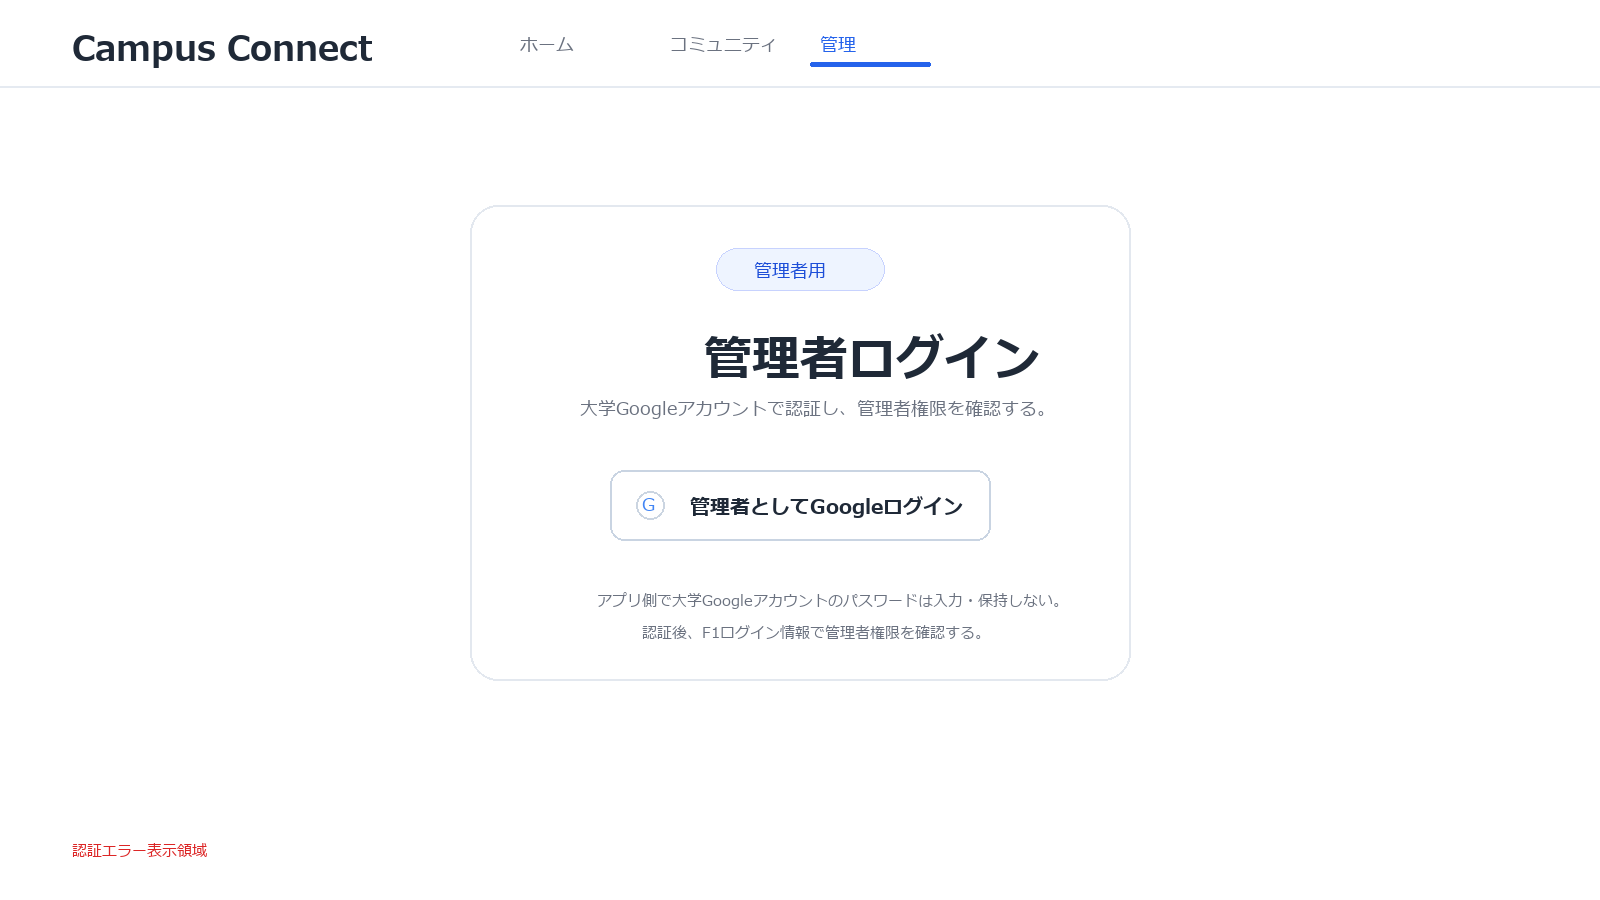 Campus Connect
ホーム
コミュニティ
管理
管理者用
管理者ログイン
大学Googleアカウントで認証し、管理者権限を確認する。
G 管理者としてGoogleログイン
アプリ側で大学Googleアカウントのパスワードは入力・保持しない。
認証後、F1ログイン情報で管理者権限を確認する。
認証エラー表示領域